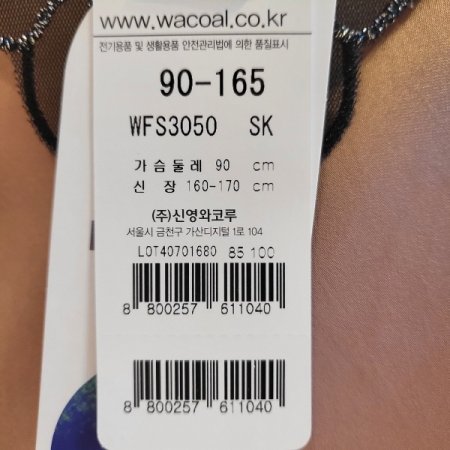 www.wacoal.co.kr
전기용품 및 생활용품 안전관리법에 의한 품질표시
90-165
WFS3050 SK
가슴둘레 90 cm
신 장 160-170 cm
(주)신영와코루
서울시 금천구 가산디지털 1로 104
LOT40701680 85 100
8 800257 611040
8 800257 611040